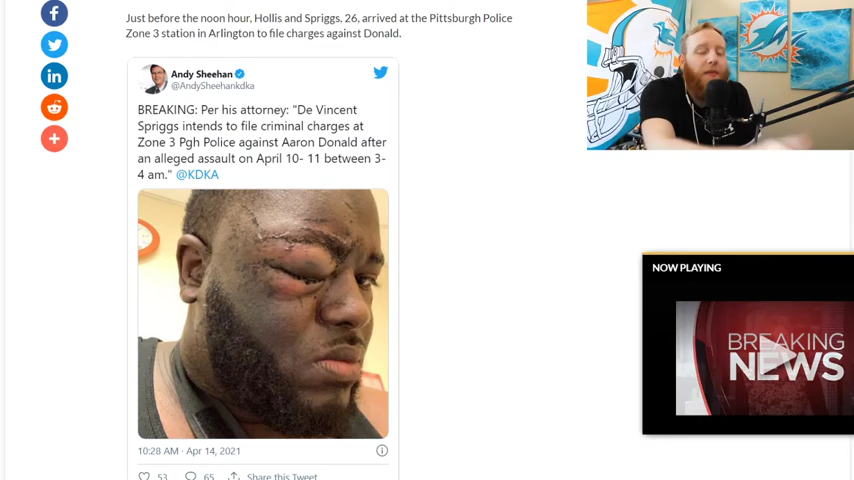 Just before the noon hour, Hollis and Spriggs, 26, arrived at the Pittsburgh Police
Zone 3 station in Arlington to file charges against Donald.
Andy Sheehan
@AndySheehankdka
BREAKING: Per his attorney: "De Vincent
Spriggs intends to file criminal charges at
Zone 3 Pgh Police against Aaron Donald after
an alleged assault on April 10- 11 between 3-
4 am." @KDKA
10:28 AM · Apr 14, 2021
53 65 Share this Tweet
NOW PLAYING
BREAKING
NEWS